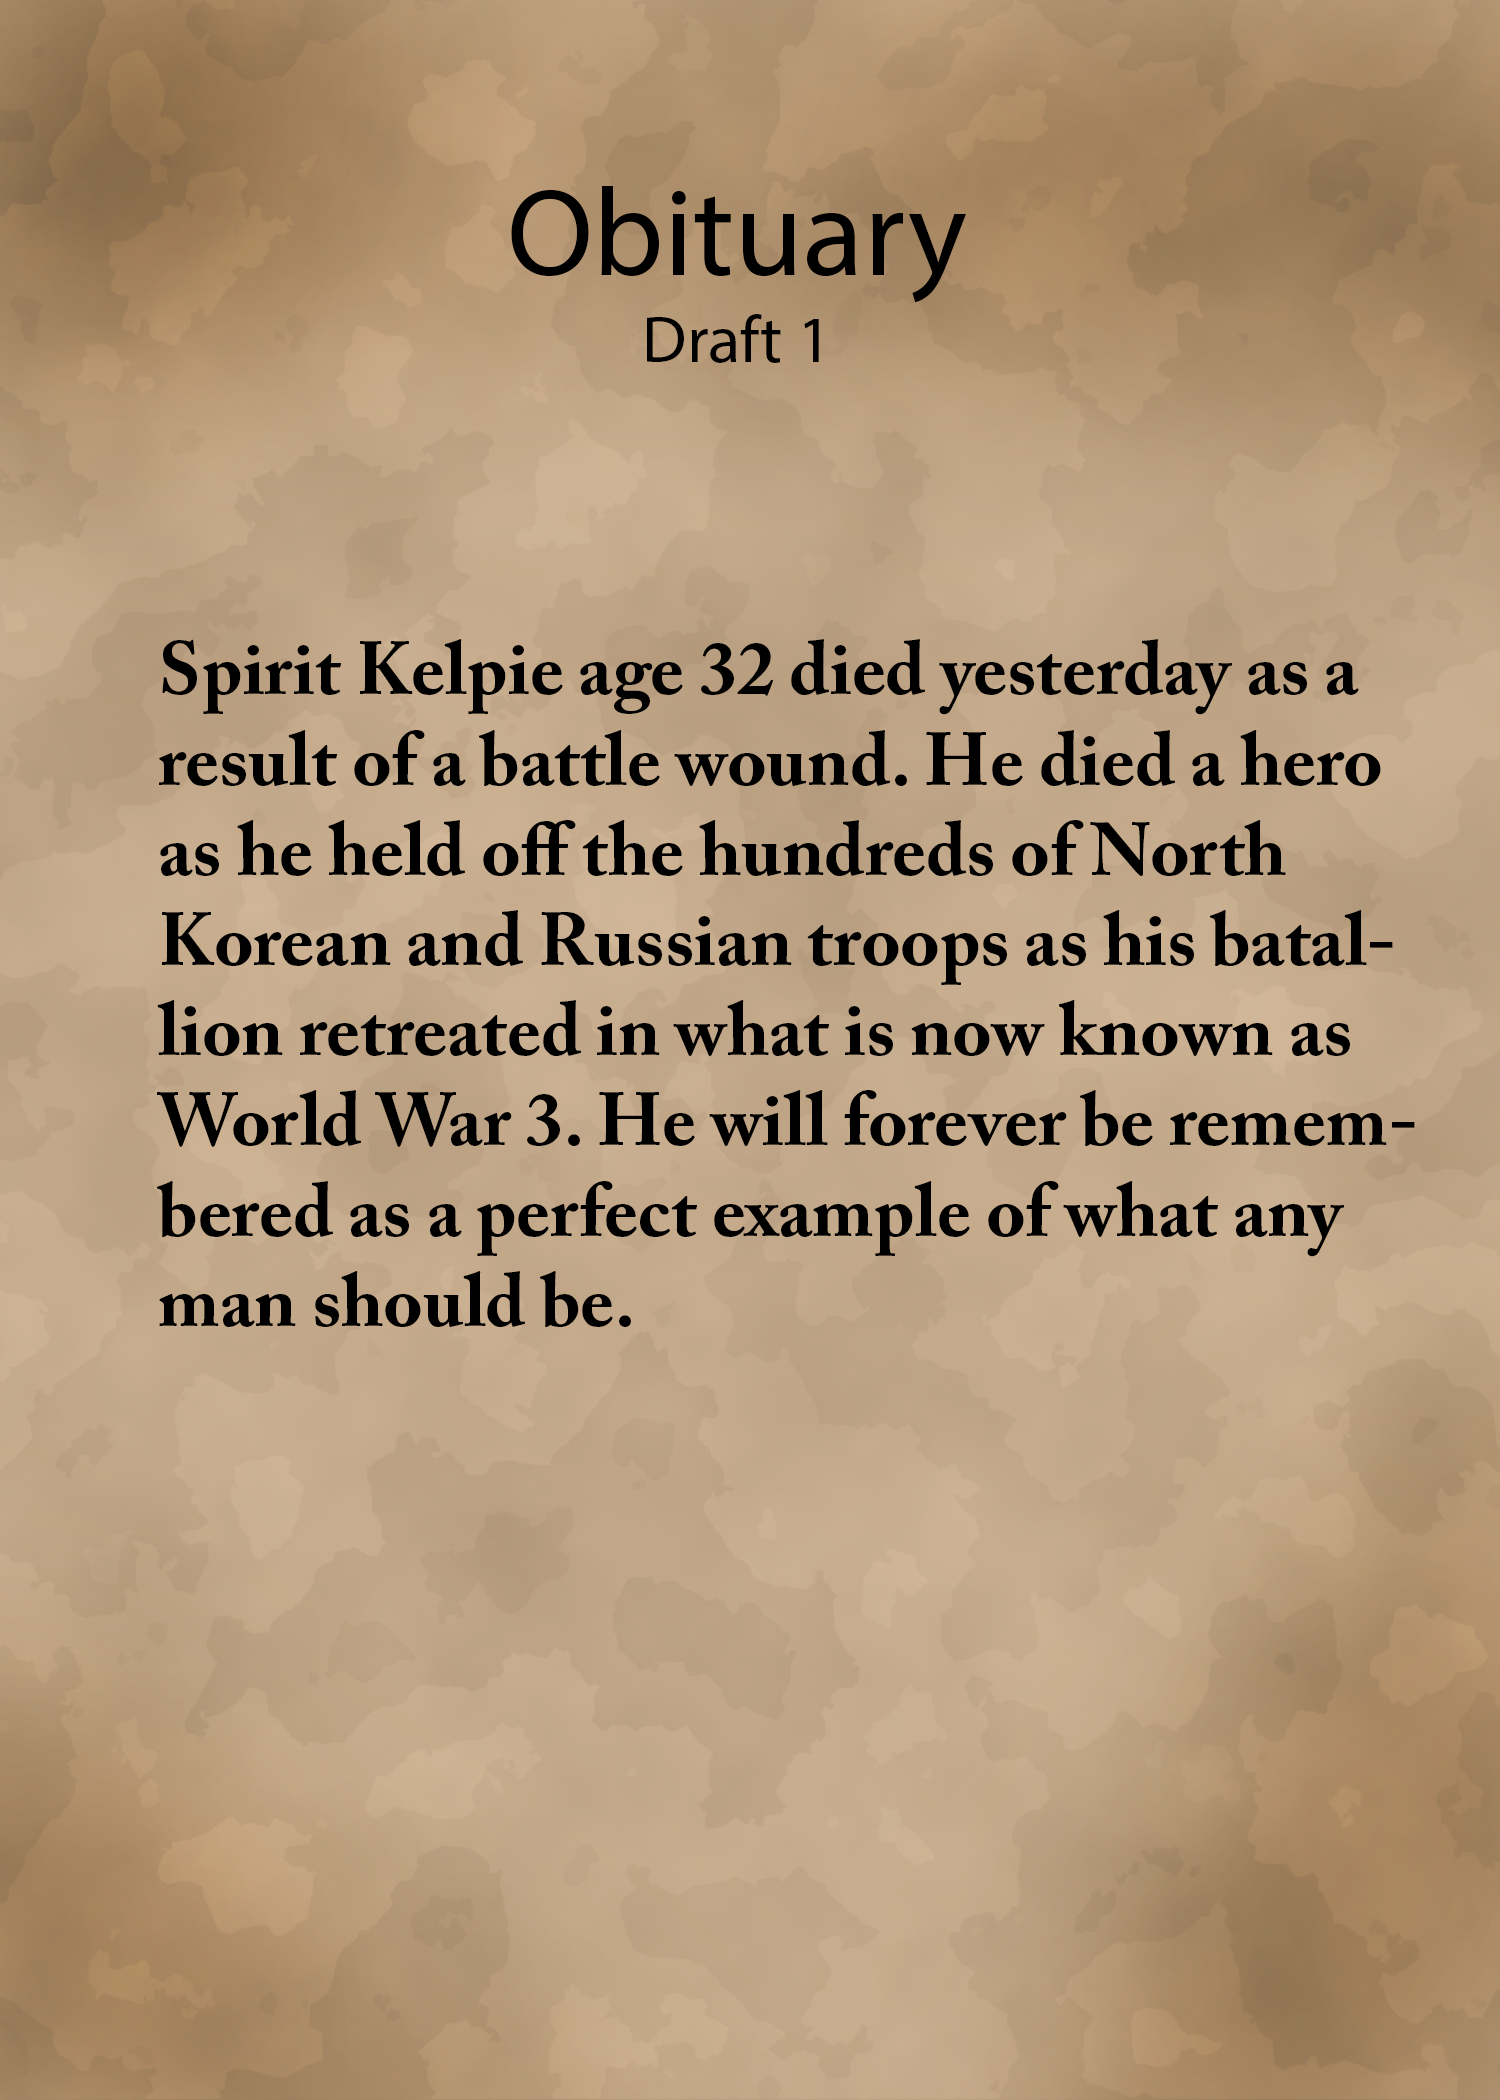 Obituary
Draft 1
Spirit Kelpie age 32 died yesterday as a
result of a battle wound. He died a hero
as he held off the hundreds of North
Korean and Russian troops as his batal-
lion retreated in what is now known as
World War 3. He will forever be remem-
bered as a perfect example of what any
man should be.